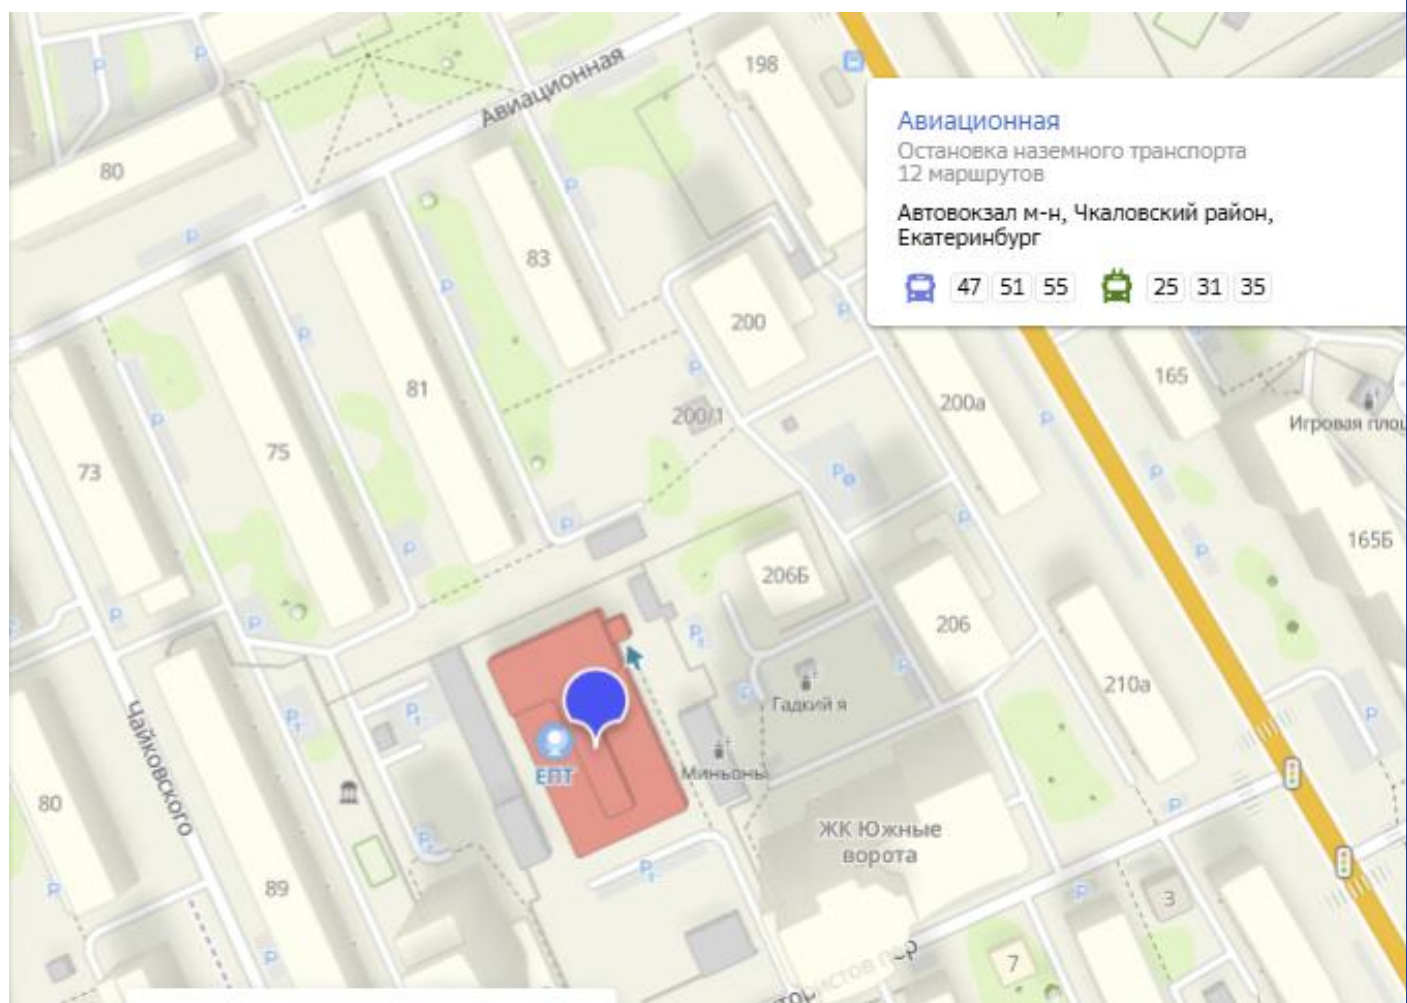 198
Авиационная
80
Авиационная
Остановка наземного транспорта
12 маршрутов
Автовокзал м-н, Чкаловский район,
Екатеринбург
47 51 55 25 31 35
83
200
81
165
200а
200/1
Игровая площ
75
73
165Б
206Б
206
210а
Гадкий я
Чайковского
ЕПТ
Миньоны
80
ЖК Южные
ворота
89
3
7